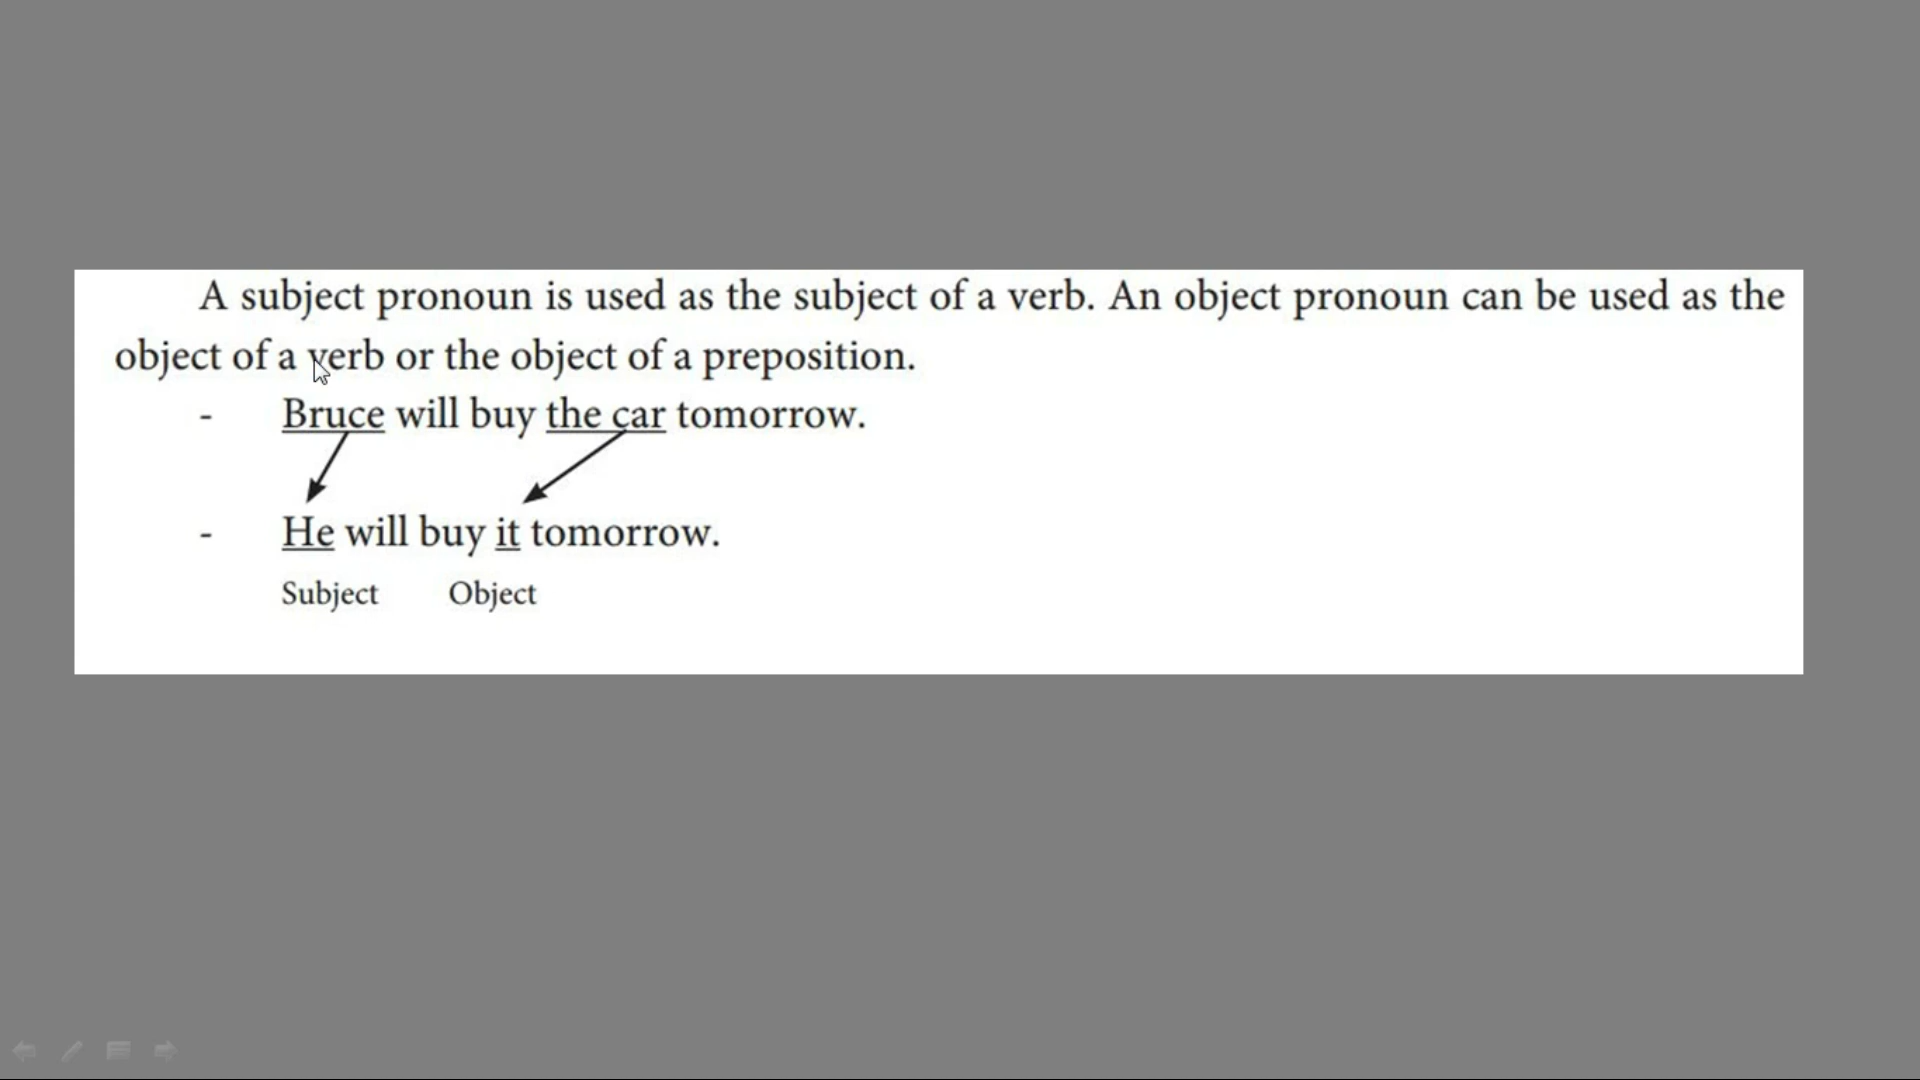 A subject pronoun is used as the subject of a verb. An object pronoun can be used as the
object of a verb or the object of a preposition.
- Bruce will buy the car tomorrow.
- He will buy it tomorrow.
Subject Object